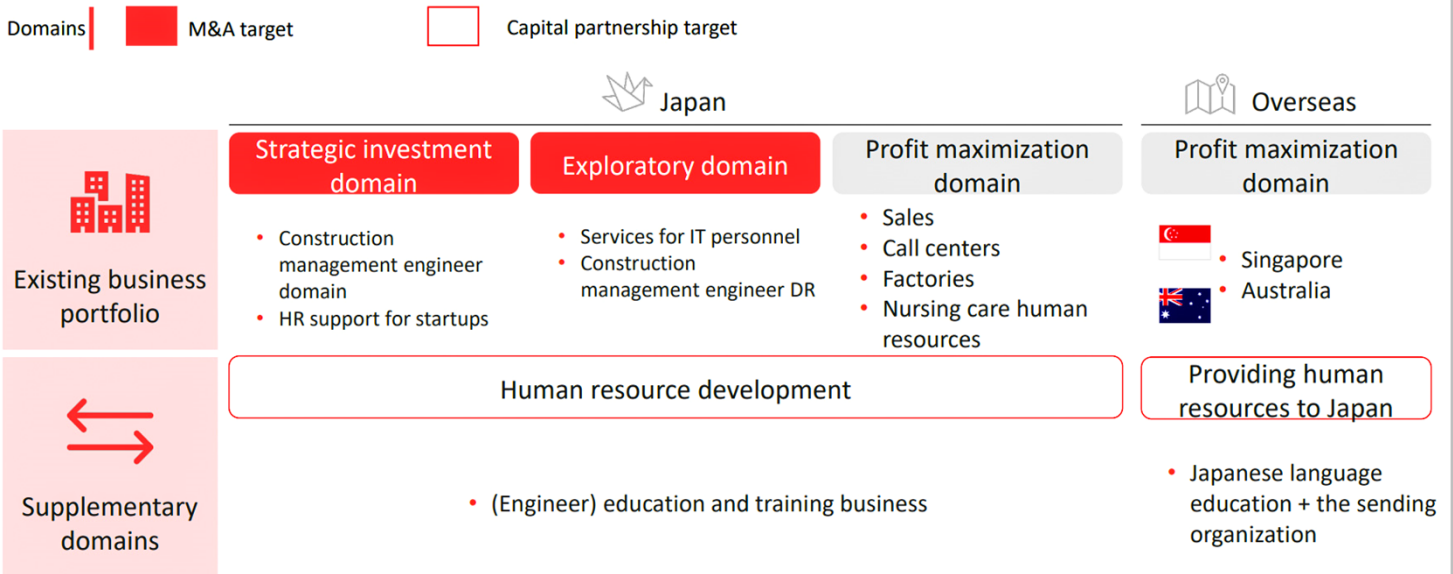 Domains
M&A target
Capital partnership target
Japan
Overseas
Existing business
portfolio
Strategic investment
domain
• Construction
management engineer
domain
• HR support for startups
Exploratory domain
• Services for IT personnel
• Construction
management engineer DR
Profit maximization
domain
• Sales
• Call centers
• Factories
• Nursing care human
resources
Profit maximization
domain
• Singapore
• Australia
Supplementary
domains
Human resource development
• (Engineer) education and training business
Providing human
resources to Japan
• Japanese language
education + the sending
organization